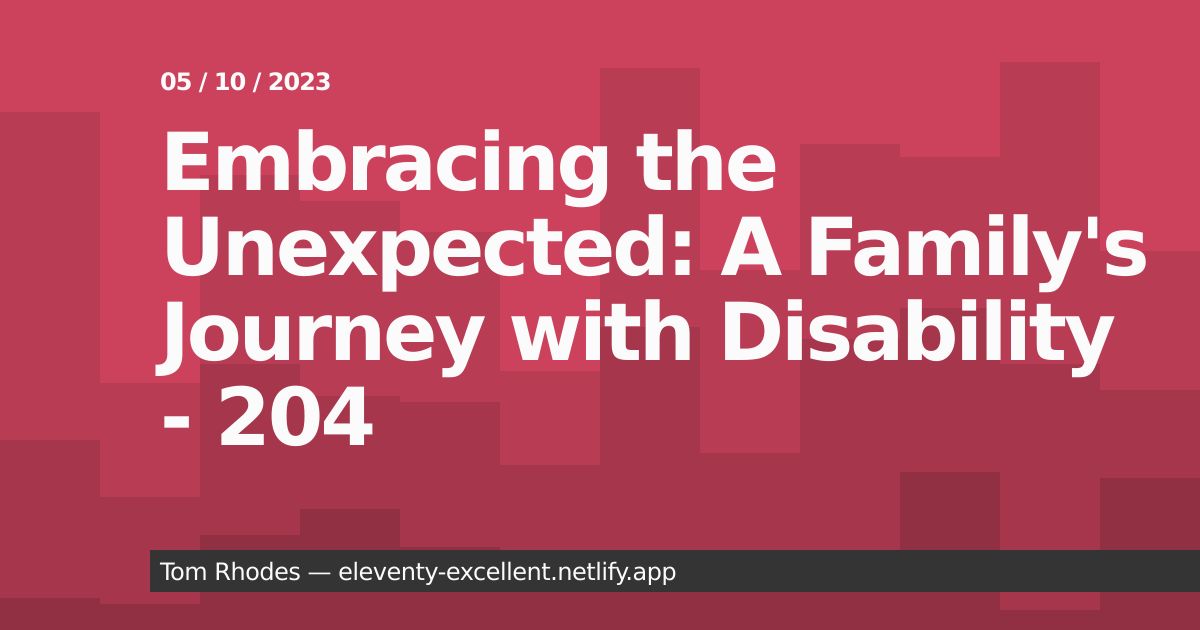 05 / 10 / 2023
Embracing the
Unexpected: A Family's
Journey with Disability
- 204
Tom Rhodes — eleventy-excellent.netlify.app